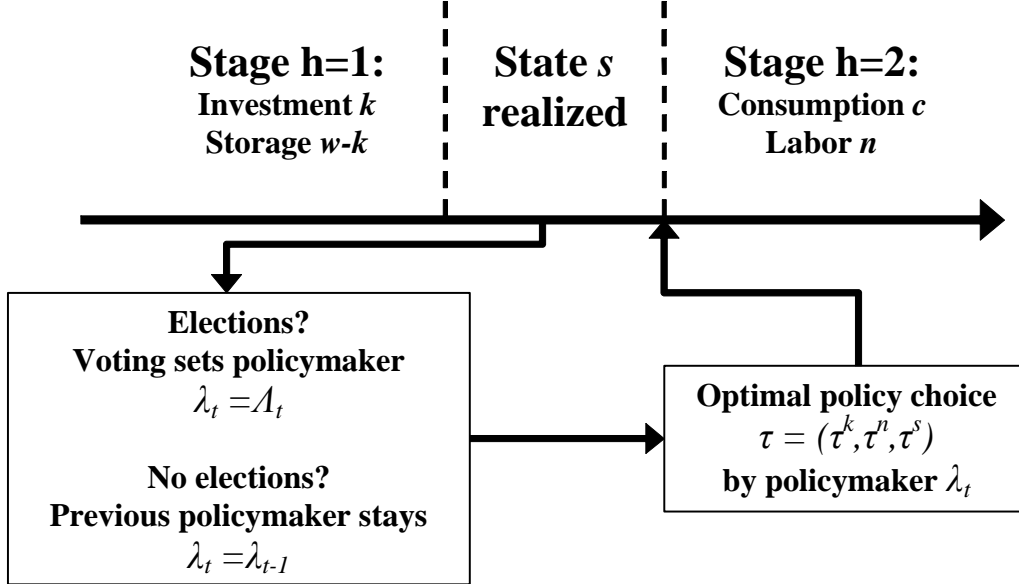 Stage h=1:
Investment k
Storage w-k
State s
realized
Stage h=2:
Consumption c
Labor n
Elections?
Voting sets policymaker
λt =Λt
No elections?
Previous policymaker stays
λt =λt-1
Optimal policy choice
τ = (τk,τn,τs)
by policymaker λt